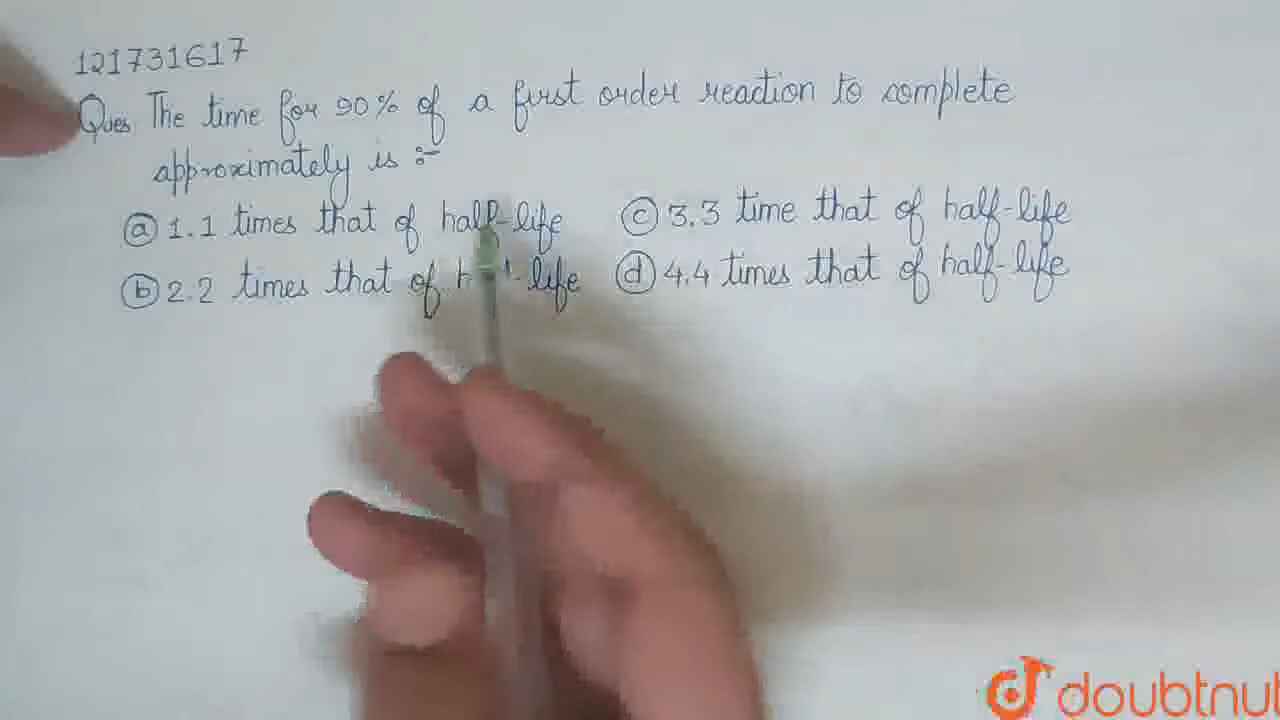 121731617
Ques The time for 90% of a first order reaction to complete
approximately is :-
(a) 1.1 times that of half-life
(c) 3.3 time that of half-life
(b) 2.2 times that of life
(d) 4.4 times that of half-life
doubtnut